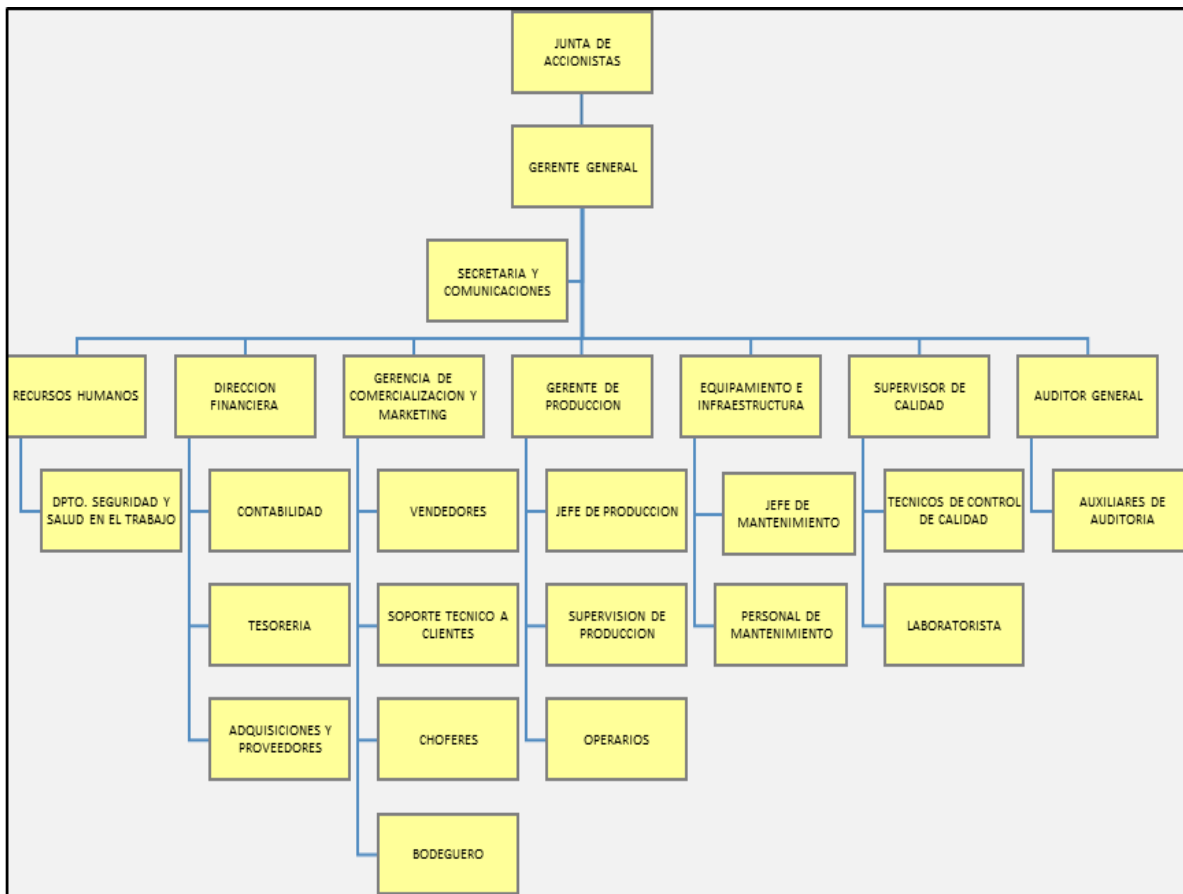 JUNTA DE
ACCIONISTAS
GERENTE GENERAL
SECRETARIA Y
COMUNICACIONES
RECURSOS HUMANOS
DIRECCION
FINANCIERA
GERENCIA DE
COMERCIALIZACION Y
MARKETING
GERENTE DE
PRODUCCION
EQUIPAMIENTO E
INFRAESTRUCTURA
SUPERVISOR DE
CALIDAD
AUDITOR GENERAL
DPTO. SEGURIDAD Y
SALUD EN EL TRABAJO
CONTABILIDAD
VENDEDORES
JEFE DE PRODUCCION
JEFE DE
MANTENIMIENTO
TECNICOS DE CONTROL
DE CALIDAD
AUXILIARES DE
AUDITORIA
TESORERIA
SOPORTE TECNICO A
CLIENTES
SUPERVISION DE
PRODUCCION
PERSONAL DE
MANTENIMIENTO
LABORATORISTA
ADQUISICIONES Y
PROVEEDORES
CHOFERES
OPERARIOS
BODEGUERO